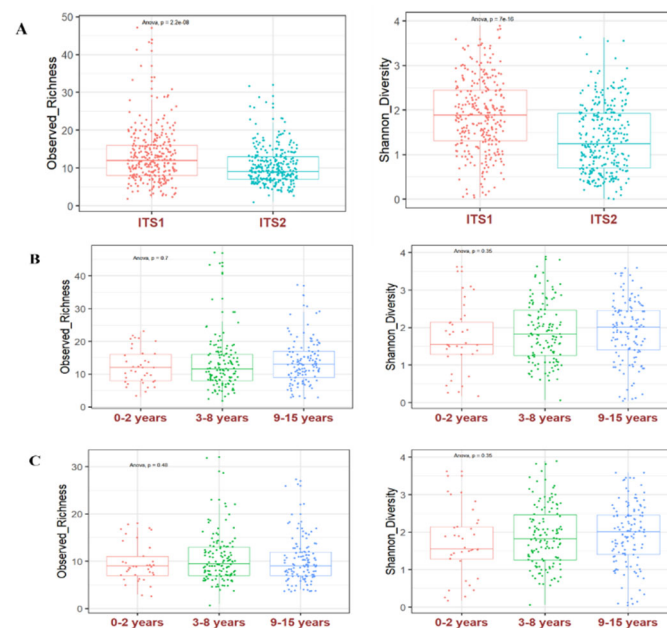 A
Anova, p = 2.2e-08
Observed_Richness
50
40
30
20
10
0
ITS1
ITS2
Anova, p = 7e-16
Shannon_Diversity
4
3
2
1
0
ITS1
ITS2
B
Anova, p = 0.7
Observed_Richness
40
30
20
10
0
0-2 years
3-8 years
9-15 years
Anova, p = 0.35
Shannon_Diversity
4
3
2
1
0
0-2 years
3-8 years
9-15 years
C
Observed_Richness
30
20
10
0
0-2 years
3-8 years
9-15 years
Anova, p = 0.35
Shannon_Diversity
4
3
2
1
0
0-2 years
3-8 years
9-15 years